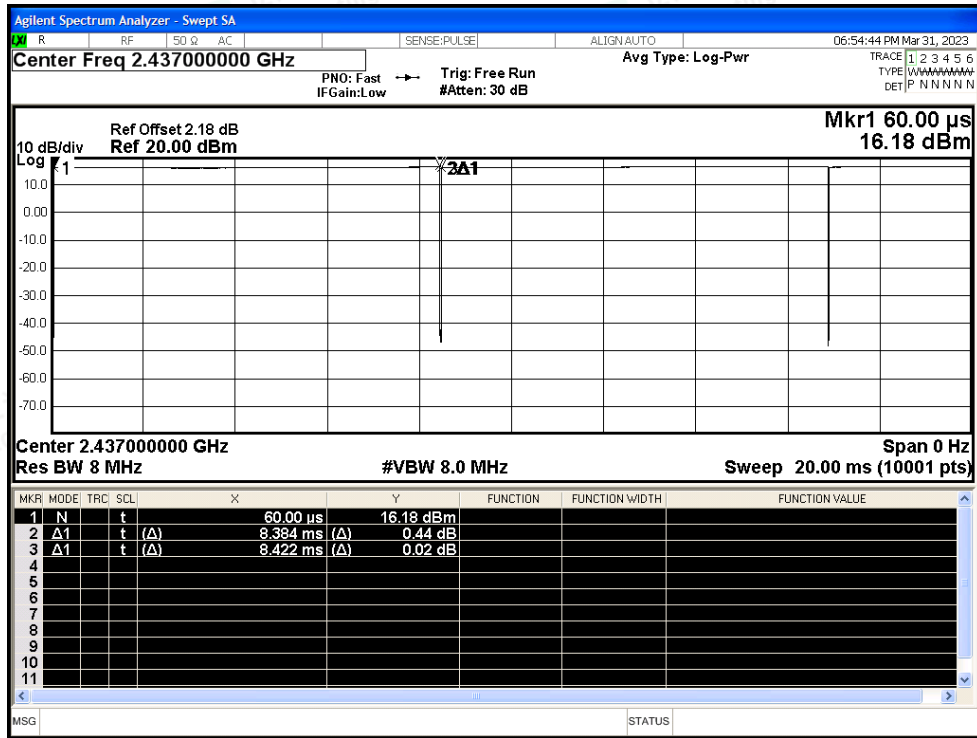 Agilent Spectrum Analyzer - Swept SA
LXI R RF 50 Ω AC SENSE:PULSE ALIGN AUTO 06:54:44 PM Mar 31, 2023
Center Freq 2.437000000 GHz
Avg Type: Log-Pwr
TRACE 1 2 3 4 5 6
TYPE WWWWWW
DET P N N N N N
PNO: Fast Trig: Free Run
IFGain:Low #Atten: 30 dB
Mkr1 60.00 µs
16.18 dBm
Ref Offset 2.18 dB
10 dB/div Ref 20.00 dBm
Log
1 2Δ1
10.0
0.00
-10.0
-20.0
-30.0
-40.0
-50.0
-60.0
-70.0
Center 2.437000000 GHz Span 0 Hz
Res BW 8 MHz #VBW 8.0 MHz Sweep 20.00 ms (10001 pts)
MKR MODE TRC SCL X Y FUNCTION FUNCTION WIDTH FUNCTION VALUE
1 N t 60.00 µs 16.18 dBm
2 Δ1 t (Δ) 8.384 ms (Δ) 0.44 dB
3 Δ1 t (Δ) 8.422 ms (Δ) 0.02 dB
4
5
6
7
8
9
10
11
MSG STATUS